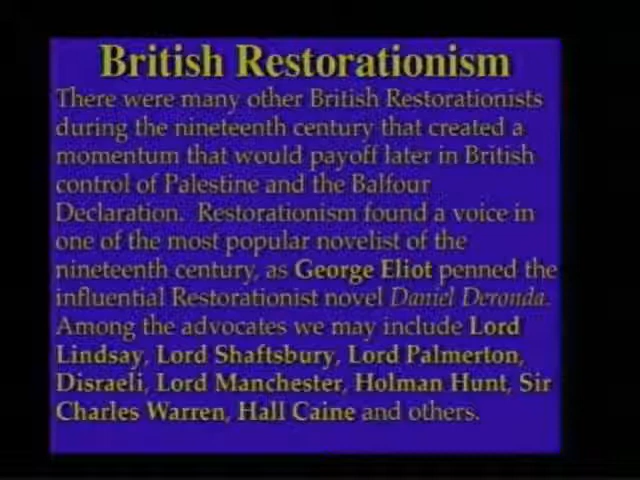 British Restorationism
There were many other British Restorationists
during the nineteenth century that created a
momentum that would payoff later in British
control of Palestine and the Balfour
Declaration. Restorationism found a voice in
one of the most popular novelist of the
nineteenth century, as George Eliot penned the
influential Restorationist novel Daniel Deronda.
Among the advocates we may include Lord
Lindsay, Lord Shaftsbury, Lord Palmerton,
Disraeli, Lord Manchester, Holman Hunt, Sir
Charles Warren, Hall Caine and others.